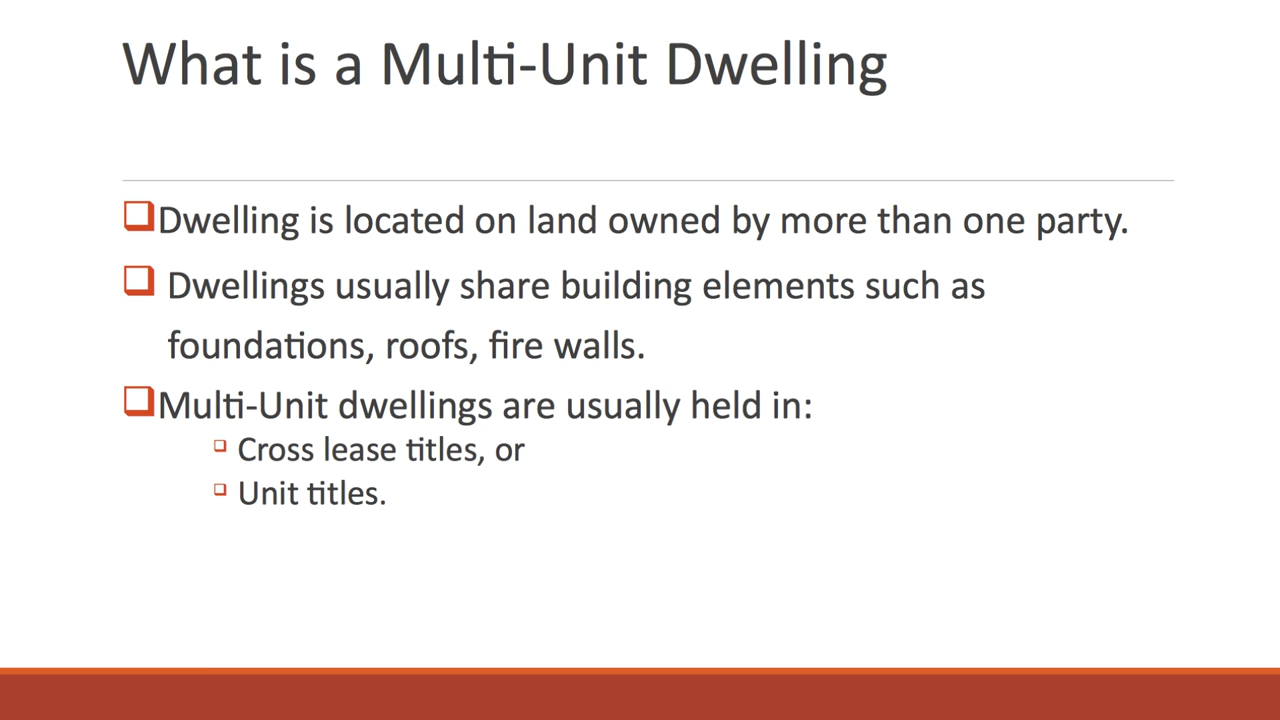 What is a Multi-Unit Dwelling
Dwelling is located on land owned by more than one party.
Dwellings usually share building elements such as
foundations, roofs, fire walls.
Multi-Unit dwellings are usually held in:
Cross lease titles, or
Unit titles.